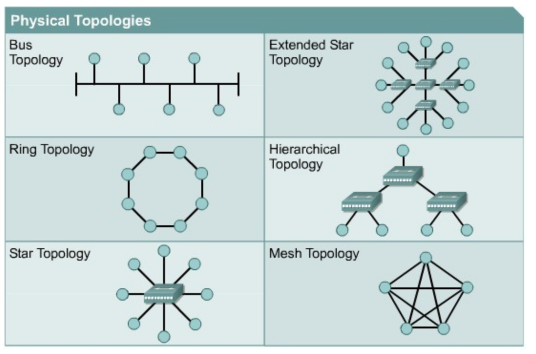 Physical Topologies
Bus
Topology
Extended Star
Topology
Ring Topology
Hierarchical
Topology
Star Topology
Mesh Topology